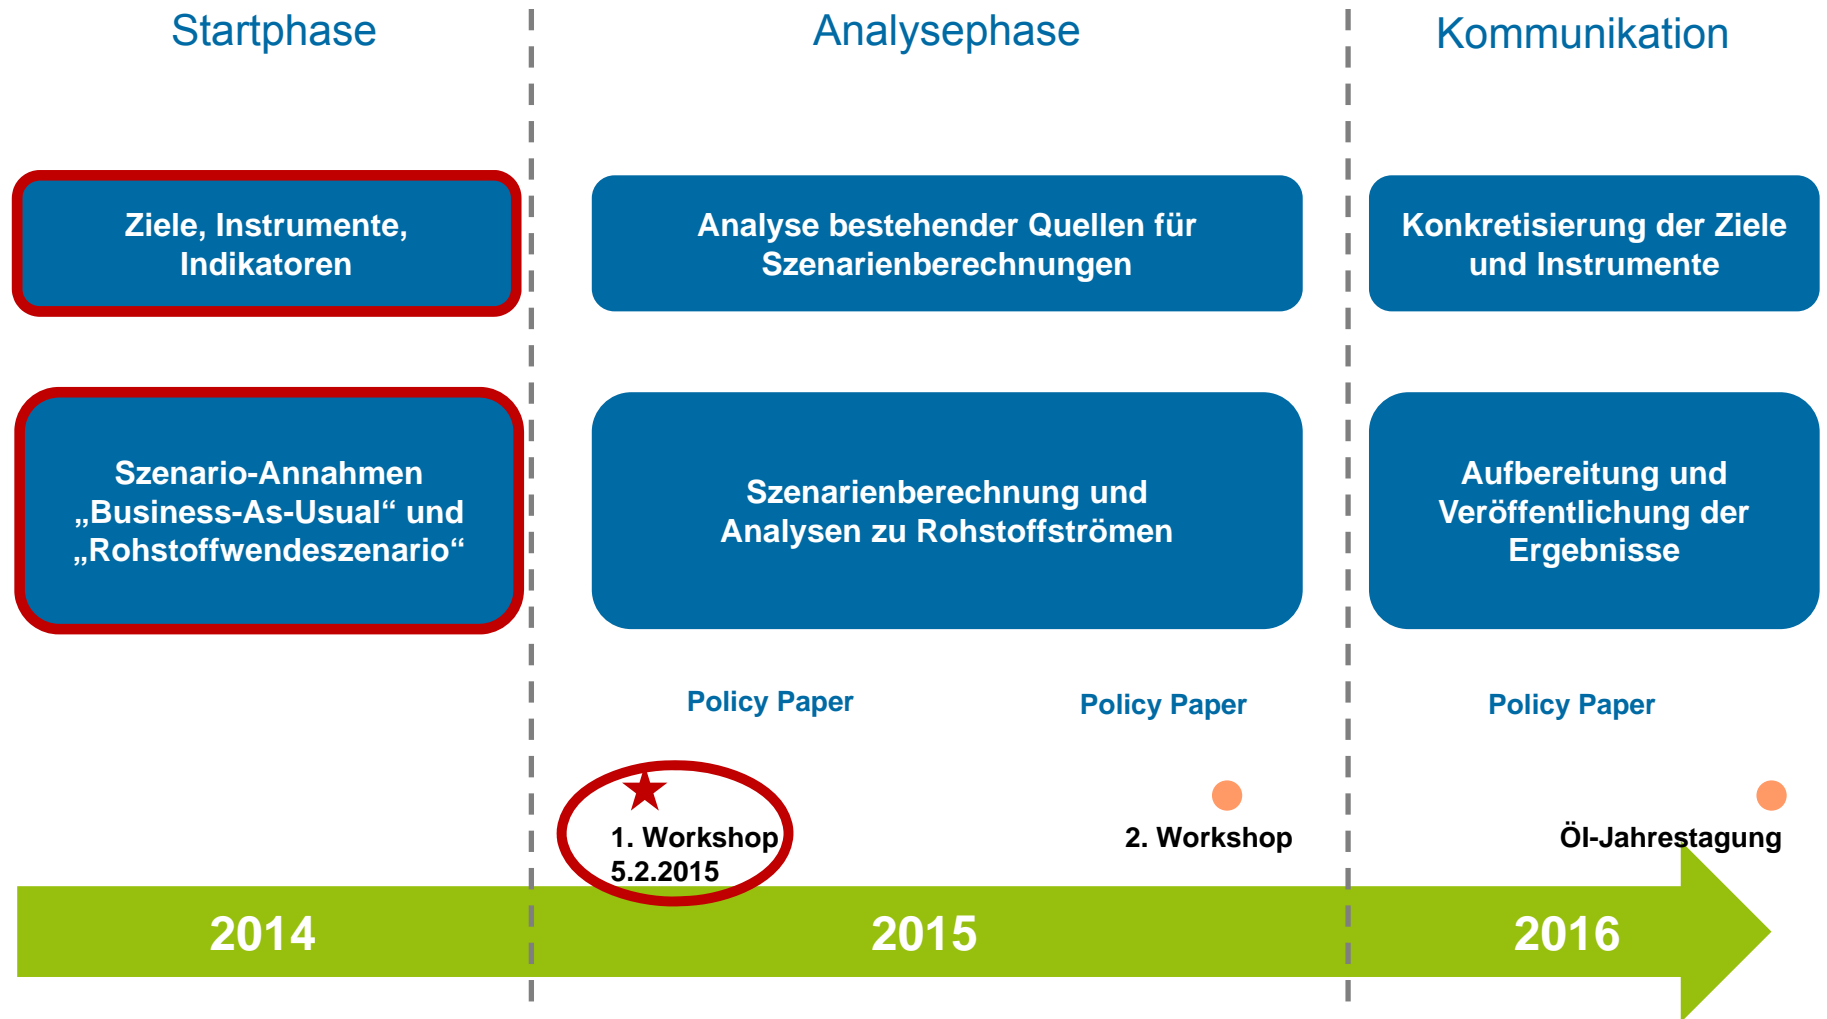 Startphase
Analysephase
Kommunikation
Ziele, Instrumente,
Indikatoren
Analyse bestehender Quellen für
Szenarienberechnungen
Konkretisierung der Ziele
und Instrumente
Szenario-Annahmen
„Business-As-Usual“ und
„Rohstoffwendeszenario“
Szenarienberechnung und
Analysen zu Rohstoffströmen
Aufbereitung und
Veröffentlichung der
Ergebnisse
Policy Paper
Policy Paper
Policy Paper
1. Workshop
5.2.2015
2. Workshop
ÖI-Jahrestagung
2014
2015
2016